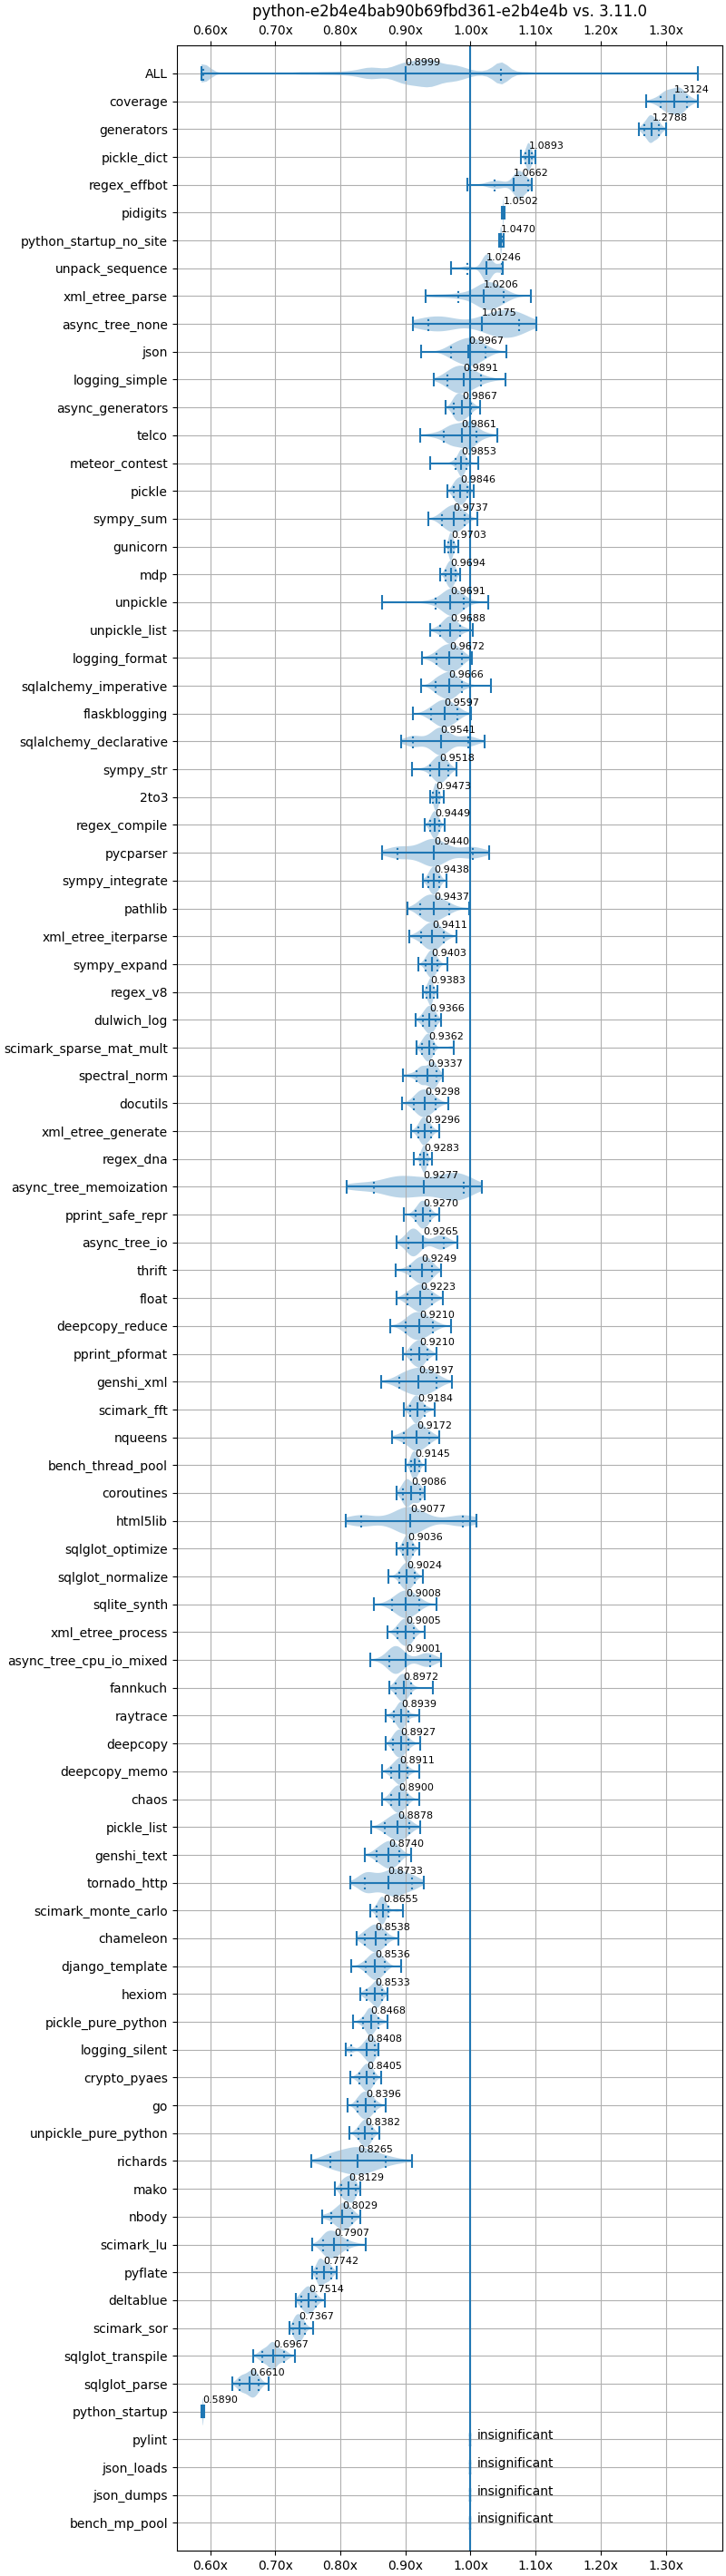 python-e2b4e4bab90b69fbd361-e2b4e4b vs. 3.11.0
0.60x 0.70x 0.80x 0.90x 1.00x 1.10x 1.20x 1.30x
ALL 0.8999
coverage 1.3124
generators 1.2788
pickle_dict 1.0893
regex_effbot 1.0662
pidigits 1.0502
python_startup_no_site 1.0470
unpack_sequence 1.0246
xml_etree_parse 1.0206
async_tree_none 1.0175
json 0.9967
logging_simple 0.9891
async_generators 0.9867
telco 0.9861
meteor_contest 0.9853
pickle 0.9846
sympy_sum 0.9737
gunicorn 0.9703
mdp 0.9694
unpickle 0.9691
unpickle_list 0.9688
logging_format 0.9672
sqlalchemy_imperative 0.9666
flaskblogging 0.9597
sqlalchemy_declarative 0.9541
sympy_str 0.9518
2to3 0.9473
regex_compile 0.9449
pycparser 0.9440
sympy_integrate 0.9438
pathlib 0.9437
xml_etree_iterparse 0.9411
sympy_expand 0.9403
regex_v8 0.9383
dulwich_log 0.9366
scimark_sparse_mat_mult 0.9362
spectral_norm 0.9337
docutils 0.9298
xml_etree_generate 0.9296
regex_dna 0.9283
async_tree_memoization 0.9277
pprint_safe_repr 0.9270
async_tree_io 0.9265
thrift 0.9249
float 0.9223
deepcopy_reduce 0.9210
pprint_pformat 0.9210
genshi_xml 0.9197
scimark_fft 0.9184
nqueens 0.9172
bench_thread_pool 0.9145
coroutines 0.9086
html5lib 0.9077
sqlglot_optimize 0.9036
sqlglot_normalize 0.9024
sqlite_synth 0.9008
xml_etree_process 0.9005
async_tree_cpu_io_mixed 0.9001
fannkuch 0.8972
raytrace 0.8939
deepcopy 0.8927
deepcopy_memo 0.8911
chaos 0.8900
pickle_list 0.8878
genshi_text 0.8740
tornado_http 0.8733
scimark_monte_carlo 0.8655
chameleon 0.8538
django_template 0.8536
hexiom 0.8533
pickle_pure_python 0.8468
logging_silent 0.8408
crypto_pyaes 0.8405
go 0.8396
unpickle_pure_python 0.8382
richards 0.8265
mako 0.8129
nbody 0.8029
scimark_lu 0.7907
pyflate 0.7742
deltablue 0.7514
scimark_sor 0.7367
sqlglot_transpile 0.6967
sqlglot_parse 0.6610
python_startup 0.5890
pylint insignificant
json_loads insignificant
json_dumps insignificant
bench_mp_pool insignificant
0.60x 0.70x 0.80x 0.90x 1.00x 1.10x 1.20x 1.30x